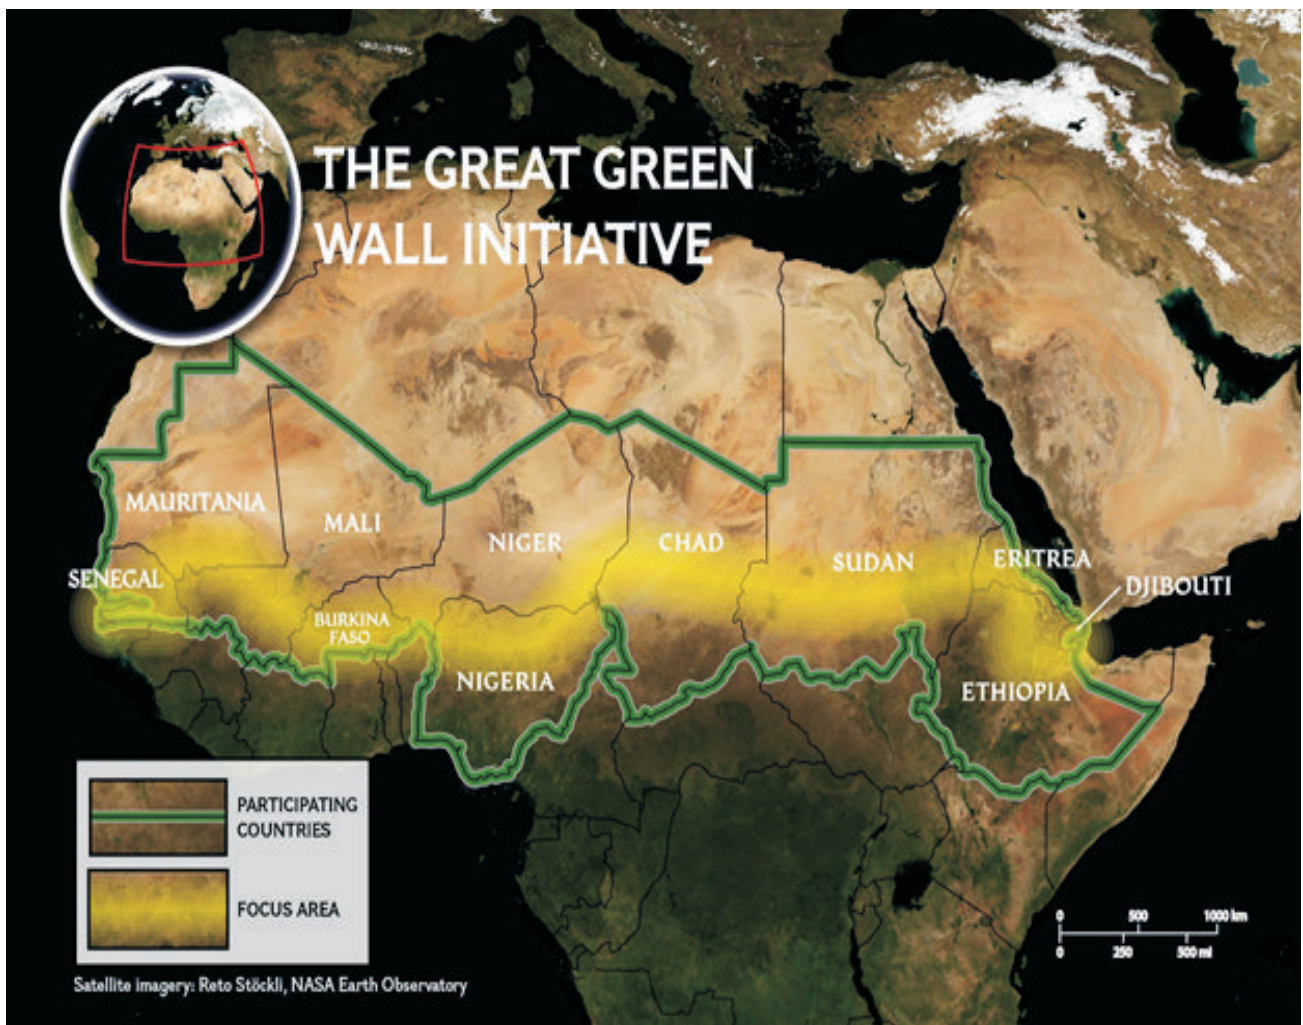 THE GREAT GREEN
WALL INITIATIVE
MAURITANIA
MALI
NIGER
CHAD
SUDAN
ERITREA
DJIBOUTI
SENEGAL
BURKINA
FASO
NIGERIA
ETHIOPIA
PARTICIPATING
COUNTRIES
FOCUS AREA
0 500 1000 km
0 250 500 mi
Satellite imagery: Reto Stöckli, NASA Earth Observatory